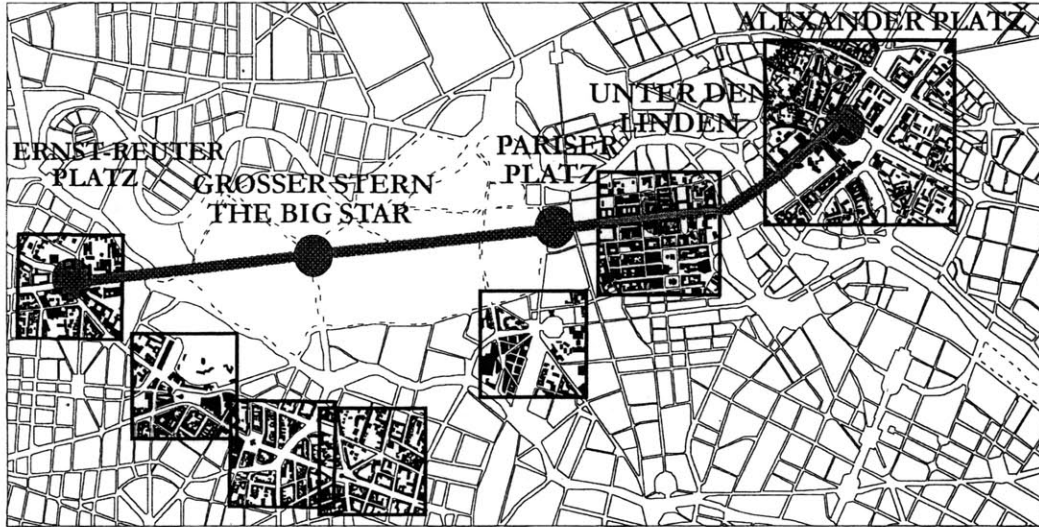 ALEXANDER PLATZ
UNTER DEN
LINDEN
PARISER
PLATZ
ERNST-REUTER
PLATZ
GROSSER STERN
THE BIG STAR